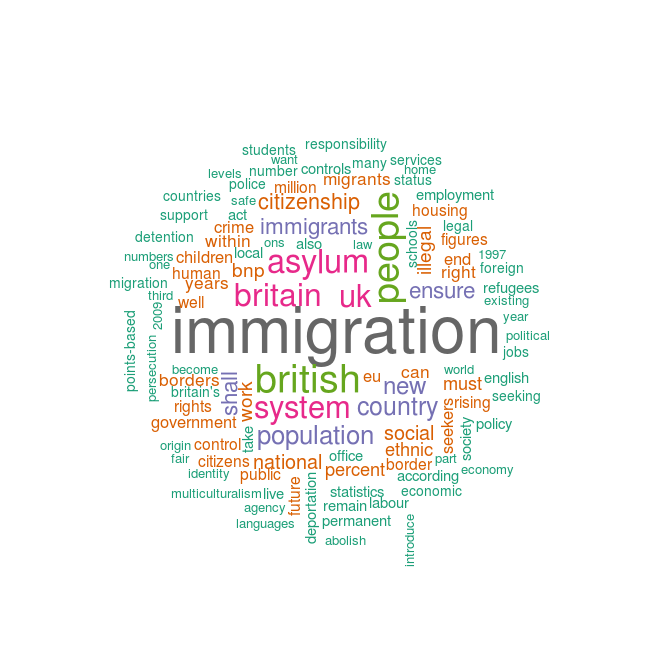 responsibility
students
want
services
many
levels
number
controls
home
police
million
migrants
status
countries
safe
citizenship
employment
support
act
housing
crime
immigrants
people
legal
detention
within
ons
also
law
schools
illegal
figures
numbers
children
local
asylum
end
1997
one
human
bnp
right
foreign
migration
years
britain
uk
ensure
refugees
third
well
existing
2009
immigration
year
points-based
political
jobs
persecution
become
british
eu
can
world
borders
shall
new
must
english
britain's
work
seeking
rights
system
country
seekers
rising
government
take
population
social
society
policy
origin
control
ethnic
fair
citizens
national
office
border
part
identity
public
percent
according
economy
multiculturalism
live
future
deportation
statistics
economic
agency
remain
labour
languages
permanent
abolish
introduce